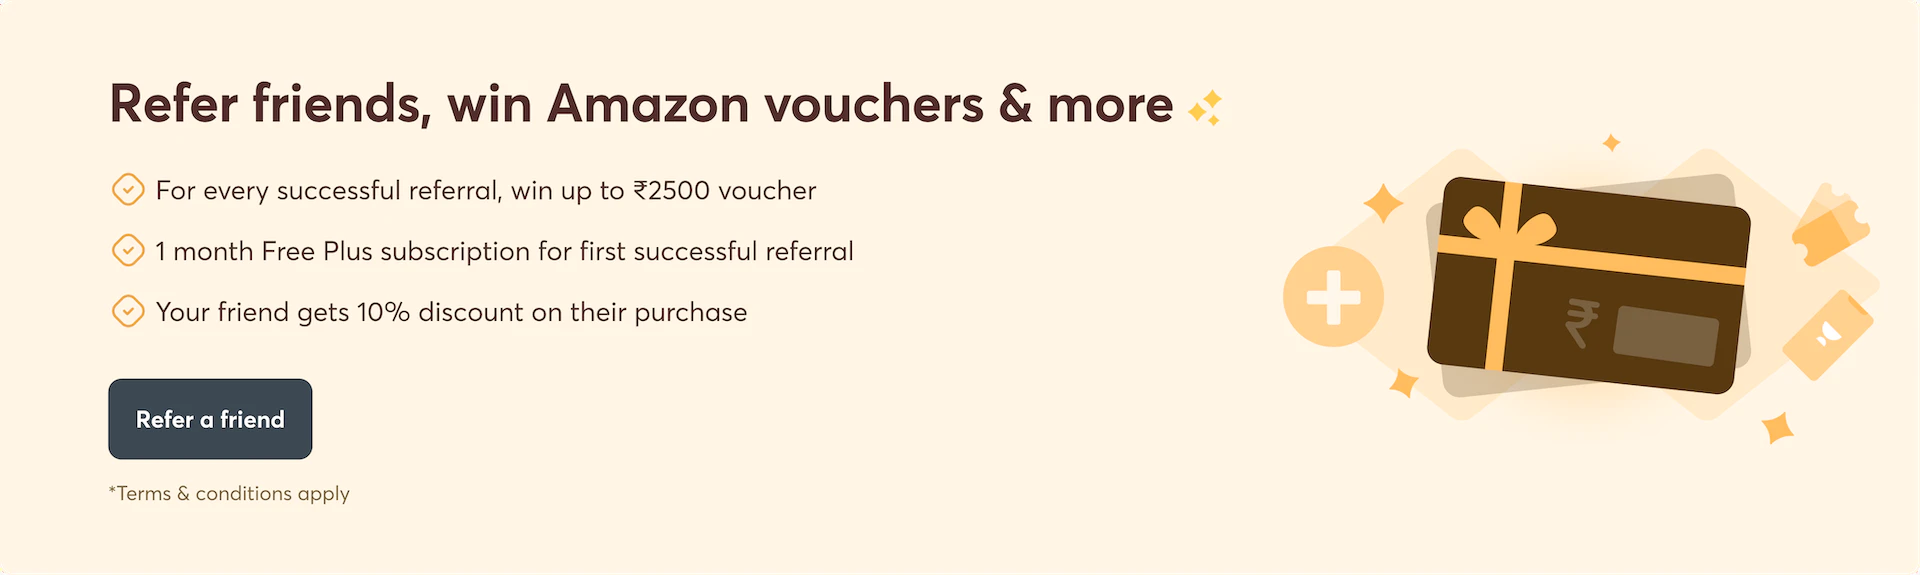 Refer friends, win Amazon vouchers & more
For every successful referral, win up to ₹2500 voucher
1 month Free Plus subscription for first successful referral
Your friend gets 10% discount on their purchase
Refer a friend
*Terms & conditions apply
₹